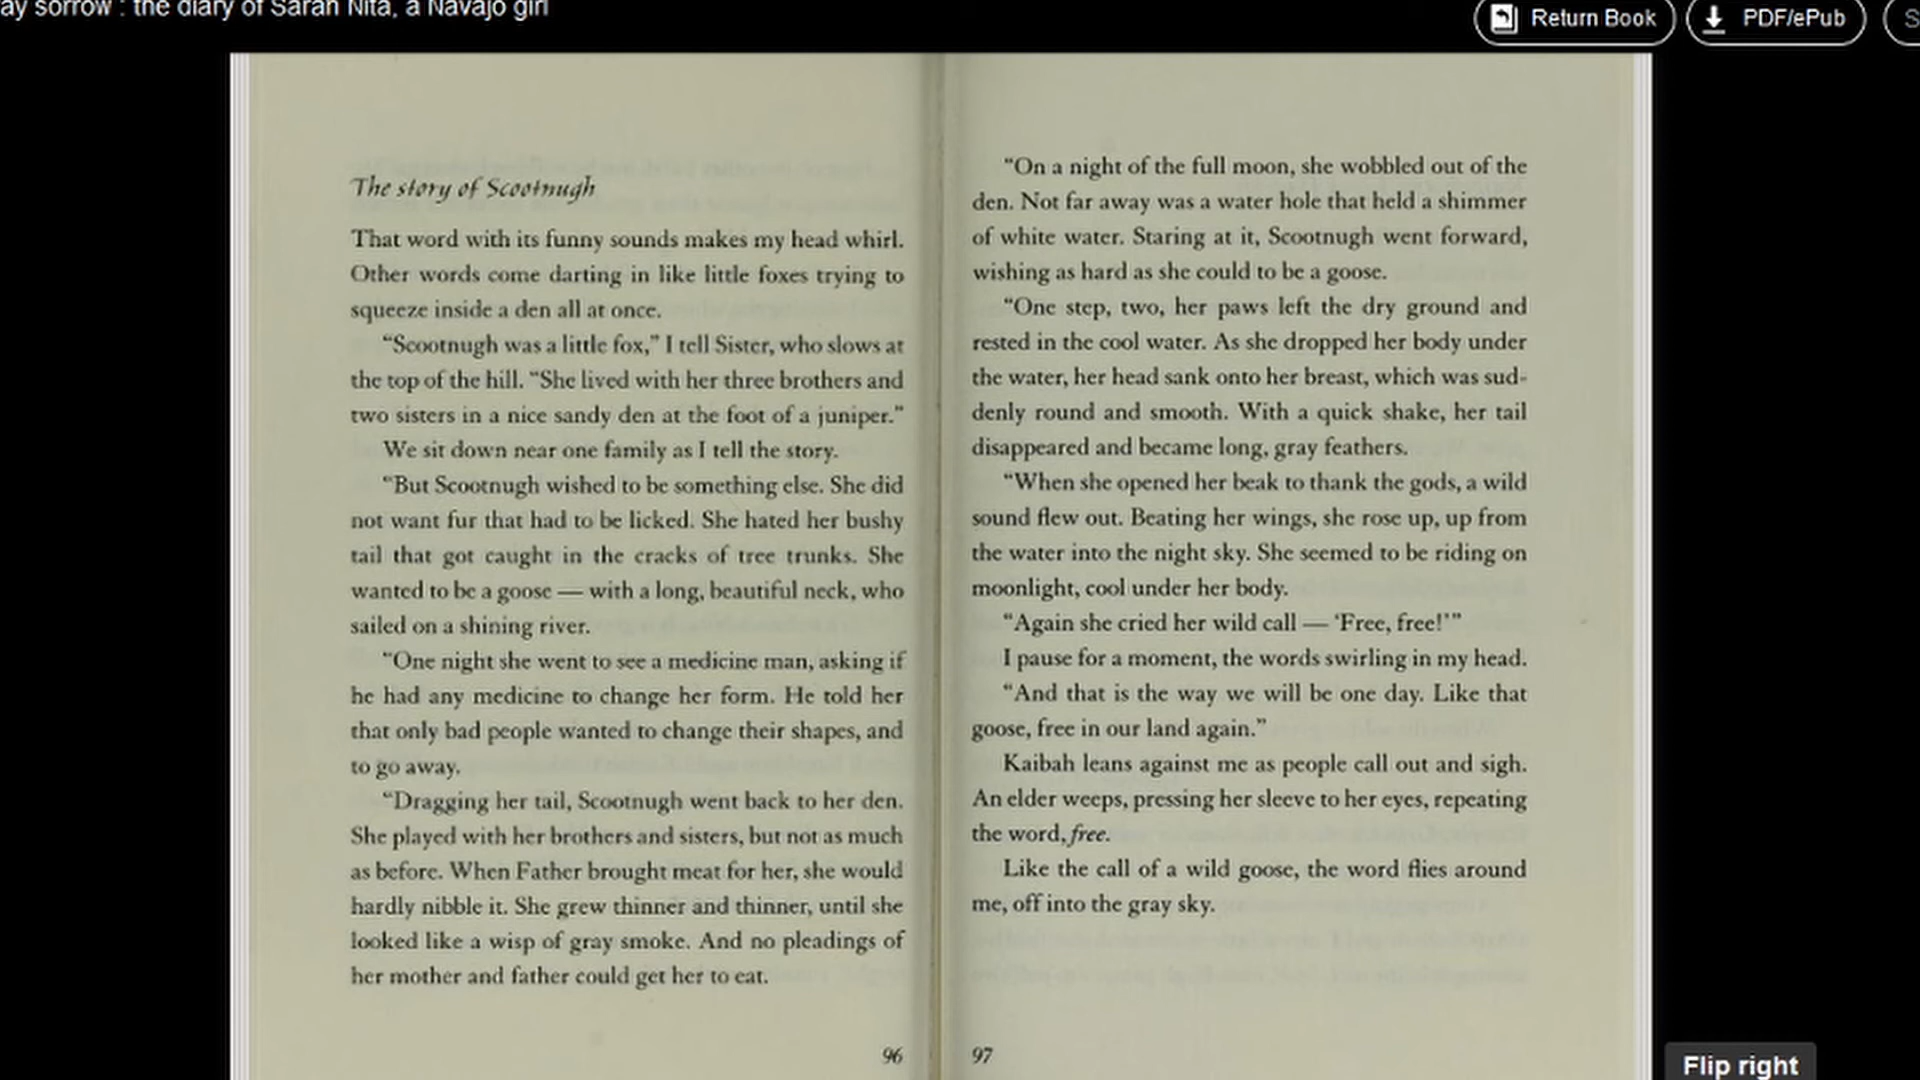 ay sorrow : the diary of Sarah Nita, a Navajo girl
Return Book
PDF/ePub
S
The story of Scootnugh
That word with its funny sounds makes my head whirl.
Other words come darting in like little foxes trying to
squeeze inside a den all at once.
“Scootnugh was a little fox,” I tell Sister, who slows at
the top of the hill. “She lived with her three brothers and
two sisters in a nice sandy den at the foot of a juniper.”
We sit down near one family as I tell the story.
“But Scootnugh wished to be something else. She did
not want fur that had to be licked. She hated her bushy
tail that got caught in the cracks of tree trunks. She
wanted to be a goose — with a long, beautiful neck, who
sailed on a shining river.
“One night she went to see a medicine man, asking if
he had any medicine to change her form. He told her
that only bad people wanted to change their shapes, and
to go away.
“Dragging her tail, Scootnugh went back to her den.
She played with her brothers and sisters, but not as much
as before. When Father brought meat for her, she would
hardly nibble it. She grew thinner and thinner, until she
looked like a wisp of gray smoke. And no pleadings of
her mother and father could get her to eat.
96
“On a night of the full moon, she wobbled out of the
den. Not far away was a water hole that held a shimmer
of white water. Staring at it, Scootnugh went forward,
wishing as hard as she could to be a goose.
“One step, two, her paws left the dry ground and
rested in the cool water. As she dropped her body under
the water, her head sank onto her breast, which was sud-
denly round and smooth. With a quick shake, her tail
disappeared and became long, gray feathers.
“When she opened her beak to thank the gods, a wild
sound flew out. Beating her wings, she rose up, up from
the water into the night sky. She seemed to be riding on
moonlight, cool under her body.
“Again she cried her wild call — ‘Free, free!’”
I pause for a moment, the words swirling in my head.
“And that is the way we will be one day. Like that
goose, free in our land again.”
Kaibah leans against me as people call out and sigh.
An elder weeps, pressing her sleeve to her eyes, repeating
the word, free.
Like the call of a wild goose, the word flies around
me, off into the gray sky.
97
Flip right